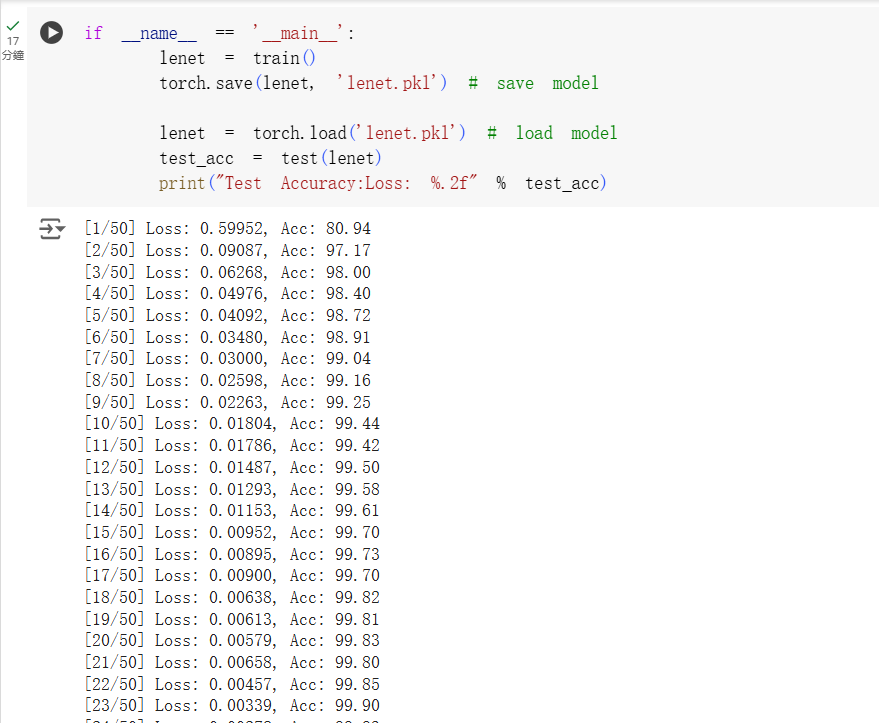 17
分鐘
if __name__ == '__main__':
lenet = train()
torch.save(lenet, 'lenet.pkl') # save model
lenet = torch.load('lenet.pkl') # load model
test_acc = test(lenet)
print("Test Accuracy:Loss: %.2f" % test_acc)
[1/50] Loss: 0.59952, Acc: 80.94
[2/50] Loss: 0.09087, Acc: 97.17
[3/50] Loss: 0.06268, Acc: 98.00
[4/50] Loss: 0.04976, Acc: 98.40
[5/50] Loss: 0.04092, Acc: 98.72
[6/50] Loss: 0.03480, Acc: 98.91
[7/50] Loss: 0.03000, Acc: 99.04
[8/50] Loss: 0.02598, Acc: 99.16
[9/50] Loss: 0.02263, Acc: 99.25
[10/50] Loss: 0.01804, Acc: 99.44
[11/50] Loss: 0.01786, Acc: 99.42
[12/50] Loss: 0.01487, Acc: 99.50
[13/50] Loss: 0.01293, Acc: 99.58
[14/50] Loss: 0.01153, Acc: 99.61
[15/50] Loss: 0.00952, Acc: 99.70
[16/50] Loss: 0.00895, Acc: 99.73
[17/50] Loss: 0.00900, Acc: 99.70
[18/50] Loss: 0.00638, Acc: 99.82
[19/50] Loss: 0.00613, Acc: 99.81
[20/50] Loss: 0.00579, Acc: 99.83
[21/50] Loss: 0.00658, Acc: 99.80
[22/50] Loss: 0.00457, Acc: 99.85
[23/50] Loss: 0.00339, Acc: 99.90